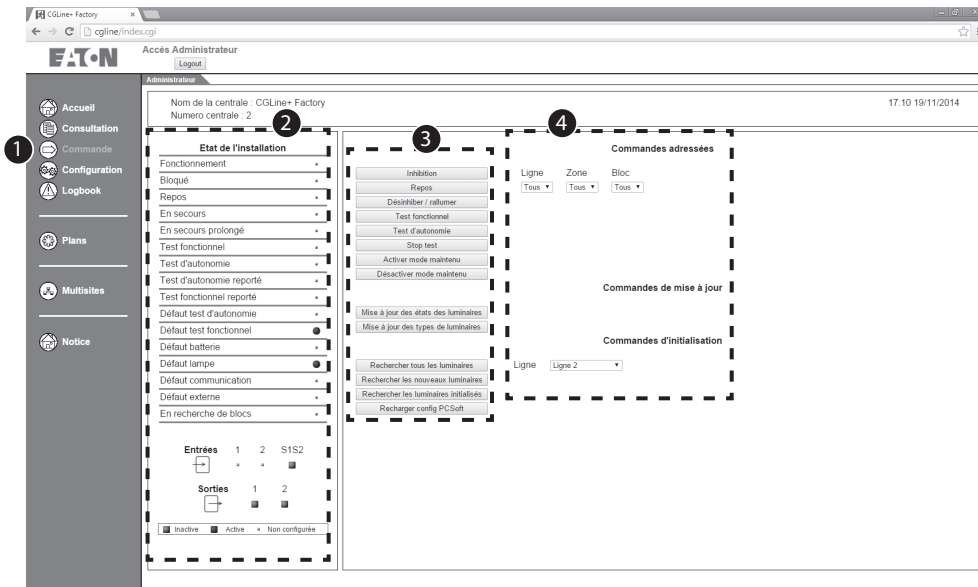 CGLine+ Factory
cgline/index.cgi
EATON
Accés Administrateur
Logout
Administrateur
Accueil
Consultation
Commande
Configuration
Logbook
Plans
Multisites
Notice
1
Nom de la centrale : CGLine+ Factory
Numero centrale : 2
17:10 19/11/2014
2
Etat de l'installation
Fonctionnement
Bloqué
Repos
En secours
En secours prolongé
Test fonctionnel
Test d'autonomie
Test d'autonomie reporté
Test fonctionnel reporté
Défaut test d'autonomie
Défaut test fonctionnel
Défaut batterie
Défaut lampe
Défaut communication
Défaut externe
En recherche de blocs
Entrées 1 2 S1S2
Sorties 1 2
Inactive Active Non configurée
3
Inhibition
Repos
Désinhiber / rallumer
Test fonctionnel
Test d'autonomie
Stop test
Activer mode maintenu
Désactiver mode maintenu
Mise à jour des états des luminaires
Mise à jour des types de luminaires
Rechercher tous les luminaires
Rechercher les nouveaux luminaires
Rechercher les luminaires initialisés
Recharger config PCSoft
4
Commandes adressées
Ligne Zone Bloc
Tous Tous Tous
Commandes de mise à jour
Commandes d'initialisation
Ligne Ligne 2